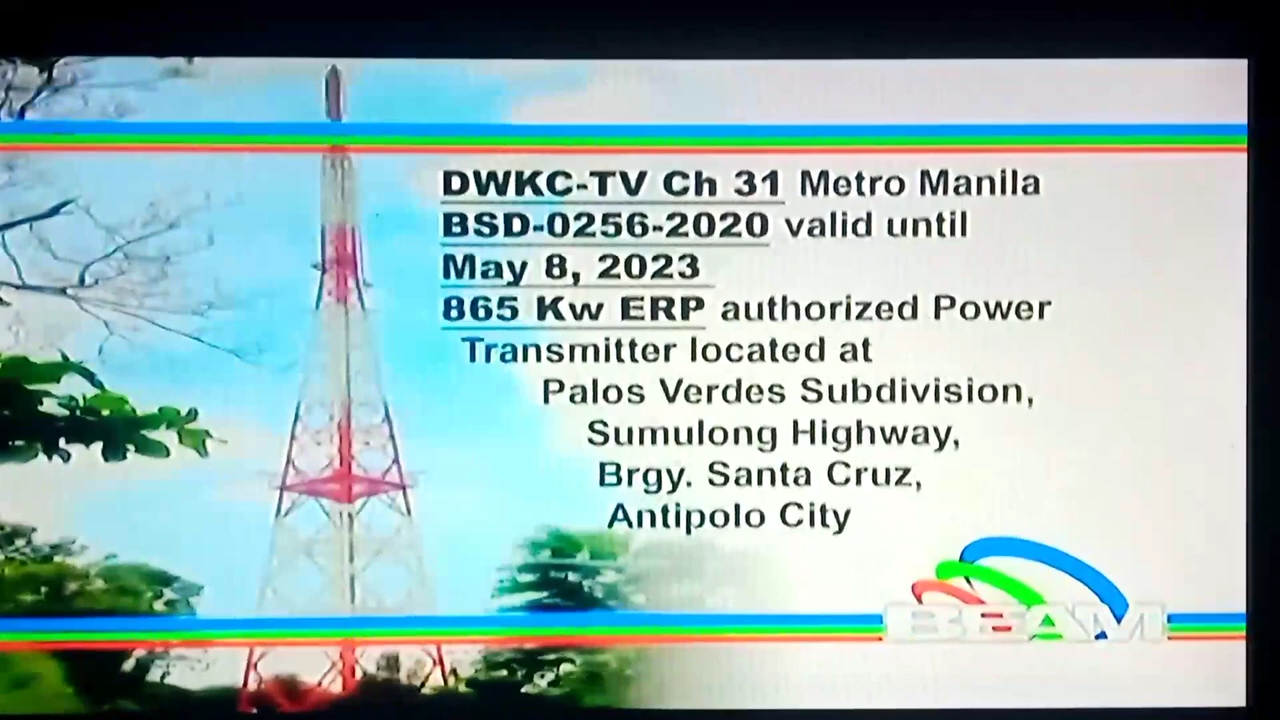 DWKC-TV Ch 31 Metro Manila
BSD-0256-2020 valid until
May 8, 2023
865 Kw ERP authorized Power
Transmitter located at
Palos Verdes Subdivision,
Sumulong Highway,
Brgy. Santa Cruz,
Antipolo City
BEAM